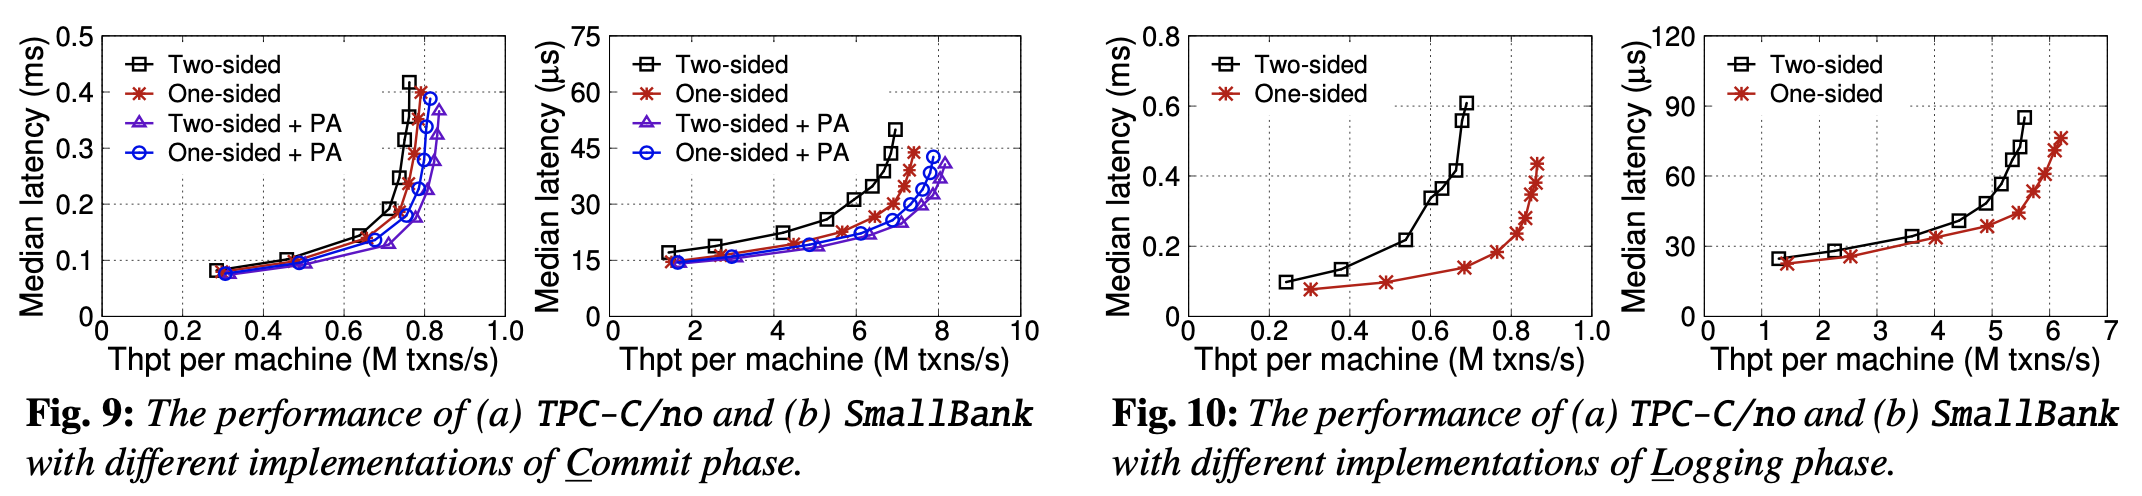 Median latency (ms)
0.5
0.4
0.3
0.2
0.1
0
Two-sided
One-sided
Two-sided + PA
One-sided + PA
0 0.2 0.4 0.6 0.8 1.0
Thpt per machine (M txns/s)
Median latency (μs)
75
60
45
30
15
0
Two-sided
One-sided
Two-sided + PA
One-sided + PA
0 2 4 6 8 10
Thpt per machine (M txns/s)
Fig. 9: The performance of (a) TPC-C/no and (b) SmallBank
with different implementations of Commit phase.
Median latency (ms)
0.8
0.6
0.4
0.2
0
Two-sided
One-sided
0 0.2 0.4 0.6 0.8 1.0
Thpt per machine (M txns/s)
Median latency (μs)
120
90
60
30
0
Two-sided
One-sided
0 1 2 3 4 5 6 7
Thpt per machine (M txns/s)
Fig. 10: The performance of (a) TPC-C/no and (b) SmallBank
with different implementations of Logging phase.